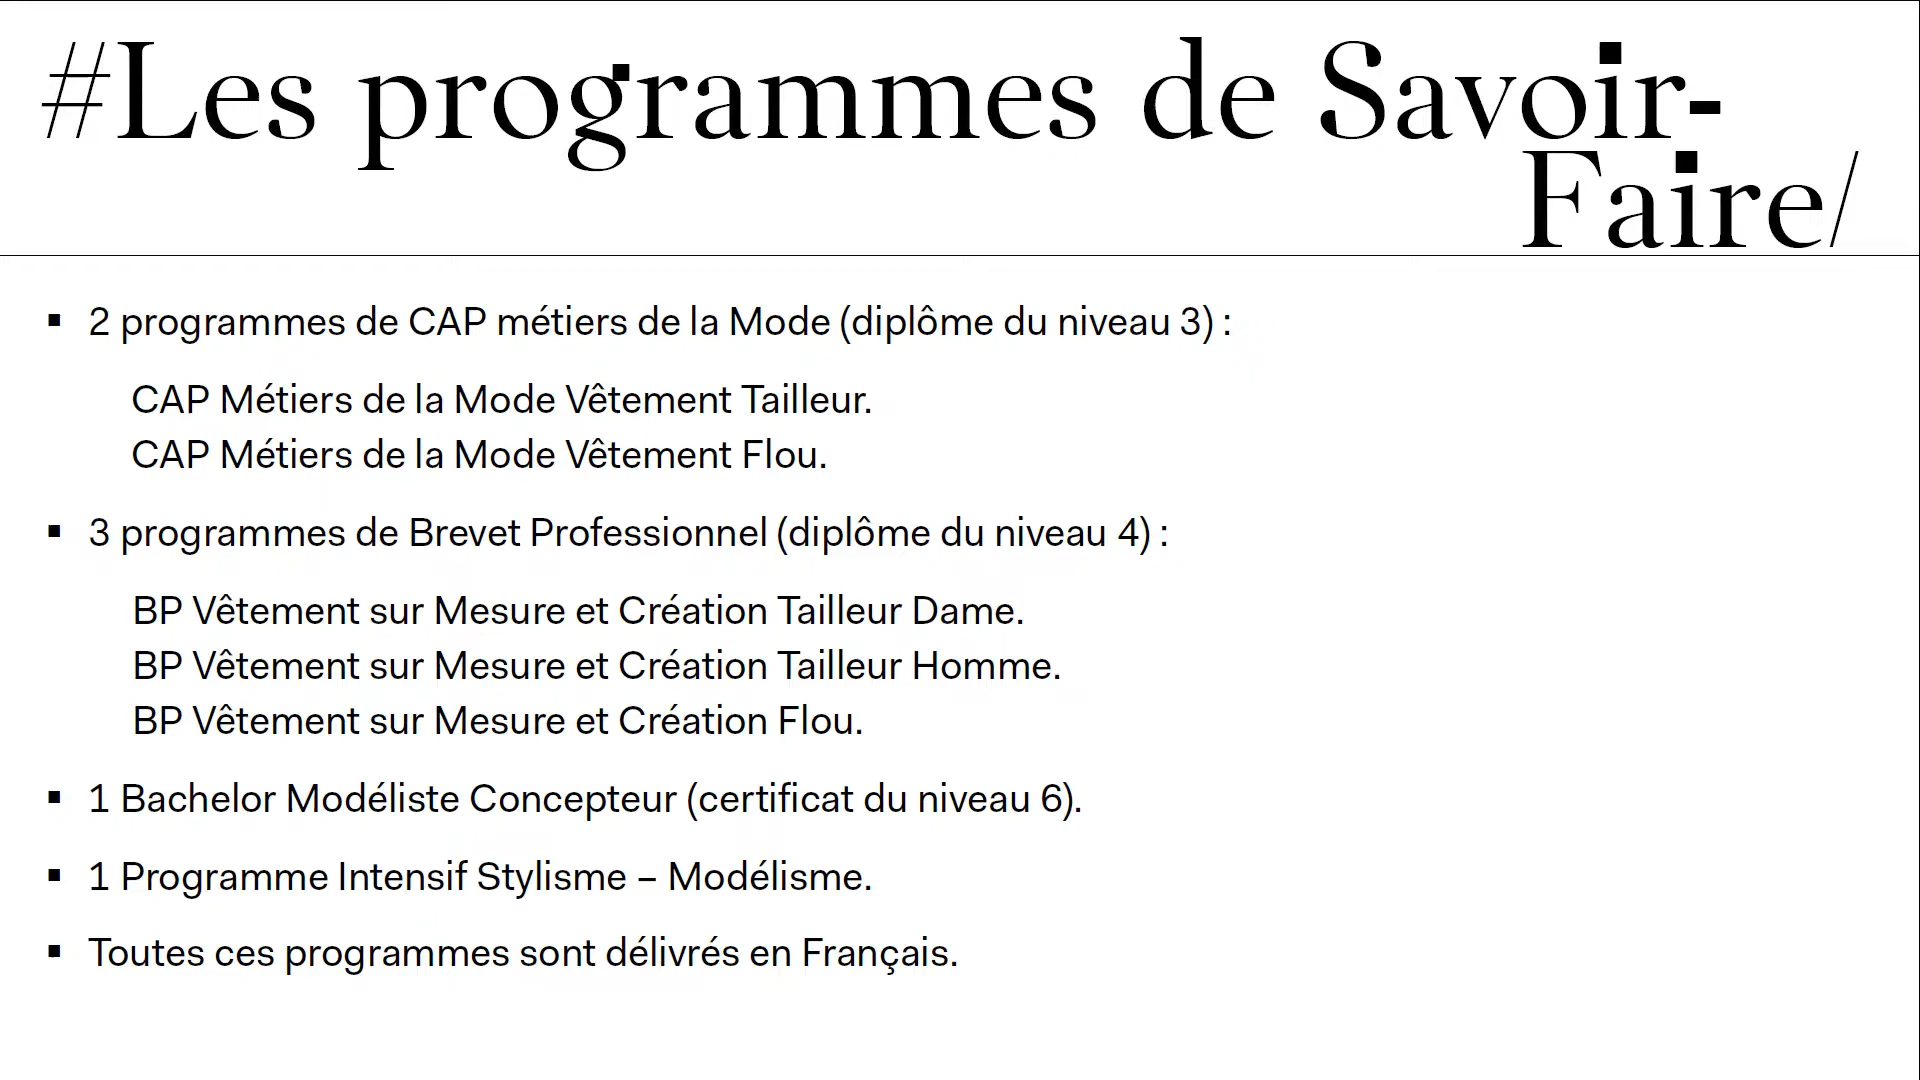 #Les programmes de Savoir-
Faire/
▪ 2 programmes de CAP métiers de la Mode (diplôme du niveau 3) :
CAP Métiers de la Mode Vêtement Tailleur.
CAP Métiers de la Mode Vêtement Flou.
▪ 3 programmes de Brevet Professionnel (diplôme du niveau 4) :
BP Vêtement sur Mesure et Création Tailleur Dame.
BP Vêtement sur Mesure et Création Tailleur Homme.
BP Vêtement sur Mesure et Création Flou.
▪ 1 Bachelor Modéliste Concepteur (certificat du niveau 6).
▪ 1 Programme Intensif Stylisme – Modélisme.
▪ Toutes ces programmes sont délivrés en Français.